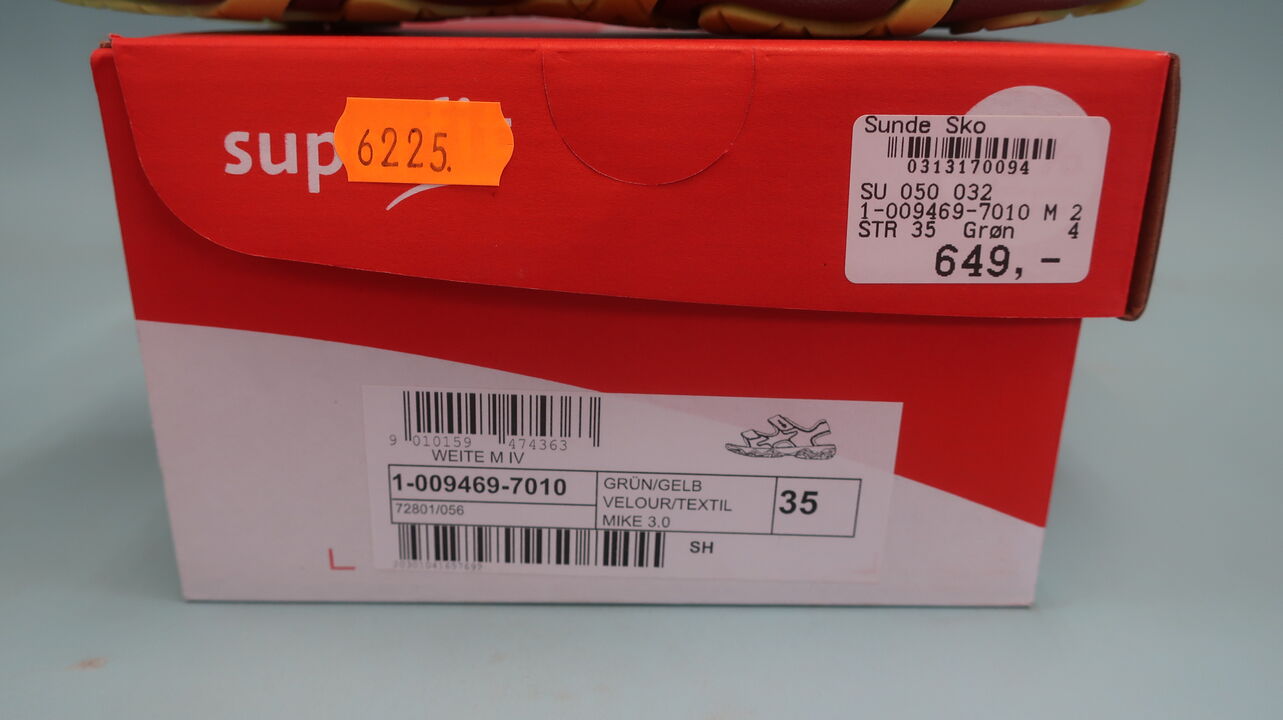 sup
6225.
Sunde Sko
0313170094
SU 050 032
1-009469-7010 M 2
STR 35 Grøn 4
649,-
9 010159 474363
WEITE M IV
1-009469-7010
72801/056
GRÜN/GELB
VELOUR/TEXTIL
MIKE 3.0
35
SH